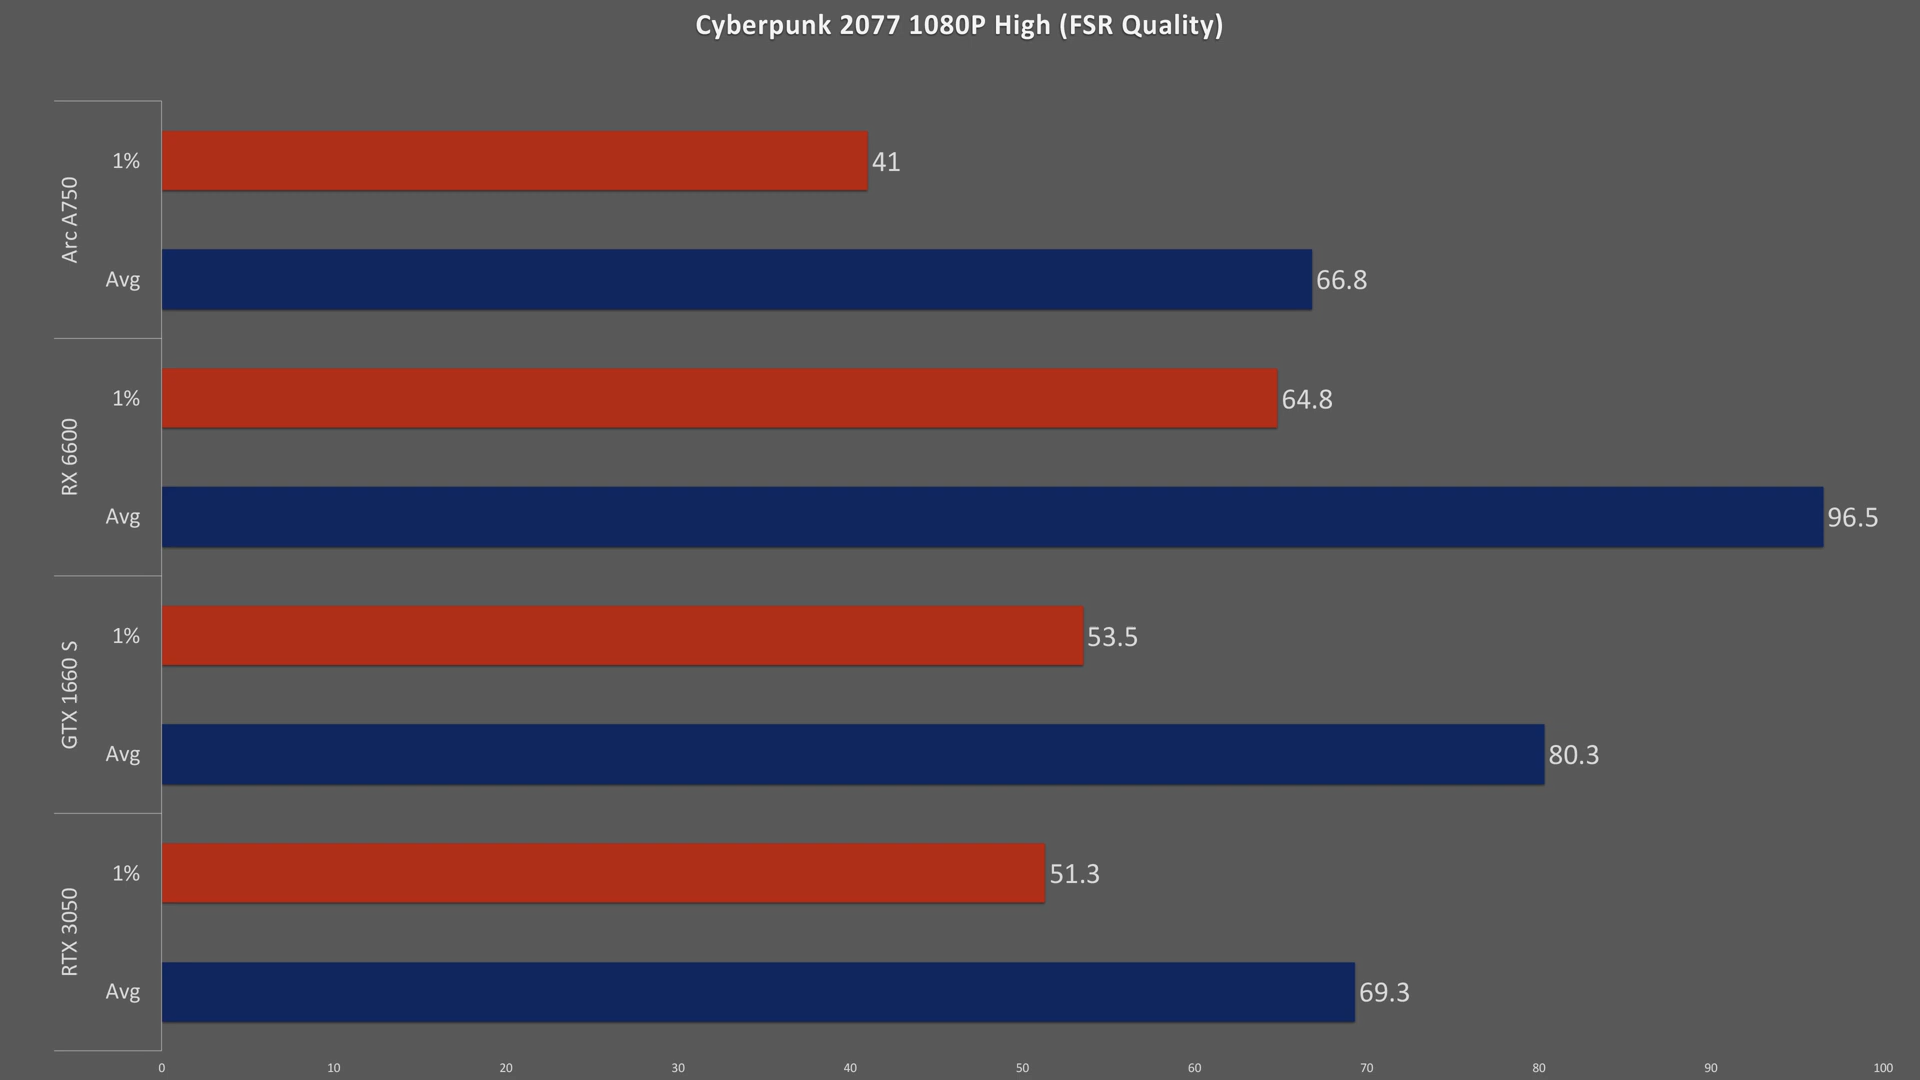 Cyberpunk 2077 1080P High (FSR Quality)
Arc A750
1%
41
Avg
66.8
RX 6600
1%
64.8
Avg
96.5
GTX 1660 S
1%
53.5
Avg
80.3
RTX 3050
1%
51.3
Avg
69.3
0 10 20 30 40 50 60 70 80 90 100